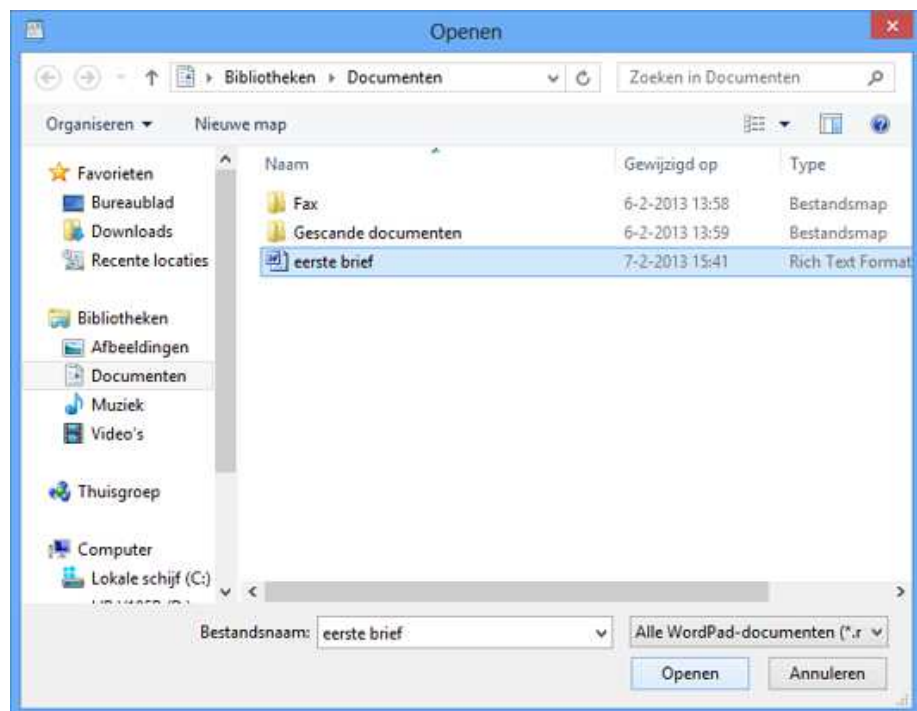 Openen
Bibliotheken Documenten
Zoeken in Documenten
Organiseren Nieuwe map
Naam Gewijzigd op Type
Fax 6-2-2013 13:58 Bestandsmap
Gescande documenten 6-2-2013 13:59 Bestandsmap
eerste brief 7-2-2013 15:41 Rich Text Format
Favorieten
Bureaublad
Downloads
Recente locaties
Bibliotheken
Afbeeldingen
Documenten
Muziek
Video's
Thuisgroep
Computer
Lokale schijf (C:)
Bestandsnaam: eerste brief
Alle WordPad-documenten (*.r
Openen Annuleren